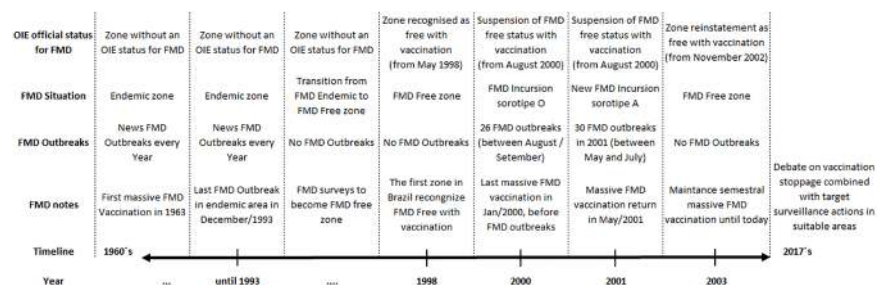 OIE official status for FMD
Zone without an OIE status for FMD
Zone without an OIE status for FMD
Zone without an OIE status for FMD
Zone recognised as free with vaccination (from May 1998)
Suspension of FMD free status with vaccination (from August 2000)
Suspension of FMD free status with vaccination (from August 2000)
Zone reinstatement as free with vaccination (from November 2002)
FMD Situation
Endemic zone
Endemic zone
Transition from FMD Endemic to FMD Free zone
FMD Free zone
FMD Incursion sorotipe O
New FMD Incursion sorotipe A
FMD Free zone
FMD Outbreaks
News FMD Outbreaks every Year
News FMD Outbreaks every Year
No FMD Outbreaks
No FMD Outbreaks
26 FMD outbreaks (between August / Setember)
30 FMD outbreaks in 2001 (between May and July)
No FMD Outbreaks
FMD notes
First massive FMD Vaccination in 1963
Last FMD Outbreak in endemic area in December/1993
FMD surveys to become FMD free zone
The first zone in Brazil recongnize FMD Free with vaccination
Last massive FMD vaccination in Jan/2000, before FMD outbreaks
Massive FMD vaccination return in May/2001
Maintance semestral massive FMD vaccination until today
Debate on vaccination stoppage combined with target surveillance actions in suitable areas
Timeline
1960´s
2017´s
Year
...
until 1993
....
1998
2000
2001
2003